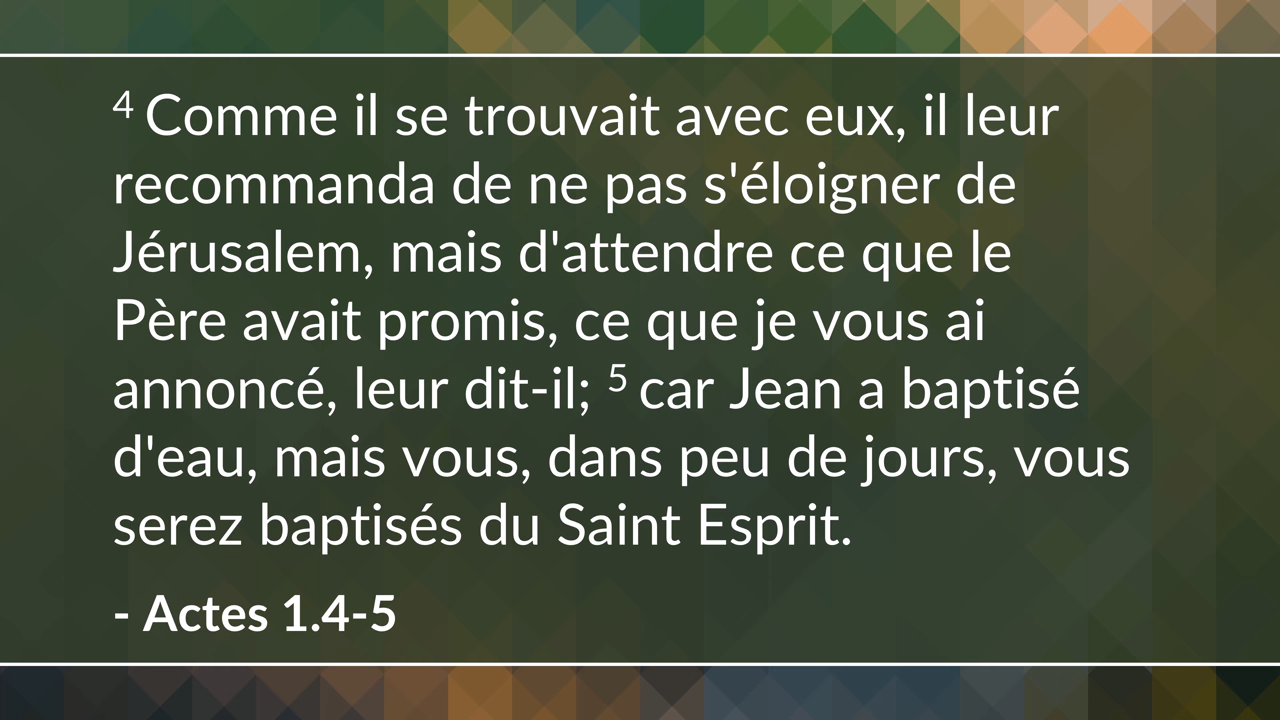 4 Comme il se trouvait avec eux, il leur
recommanda de ne pas s'éloigner de
Jérusalem, mais d'attendre ce que le
Père avait promis, ce que je vous ai
annoncé, leur dit-il; 5 car Jean a baptisé
d'eau, mais vous, dans peu de jours, vous
serez baptisés du Saint Esprit.
- Actes 1.4-5